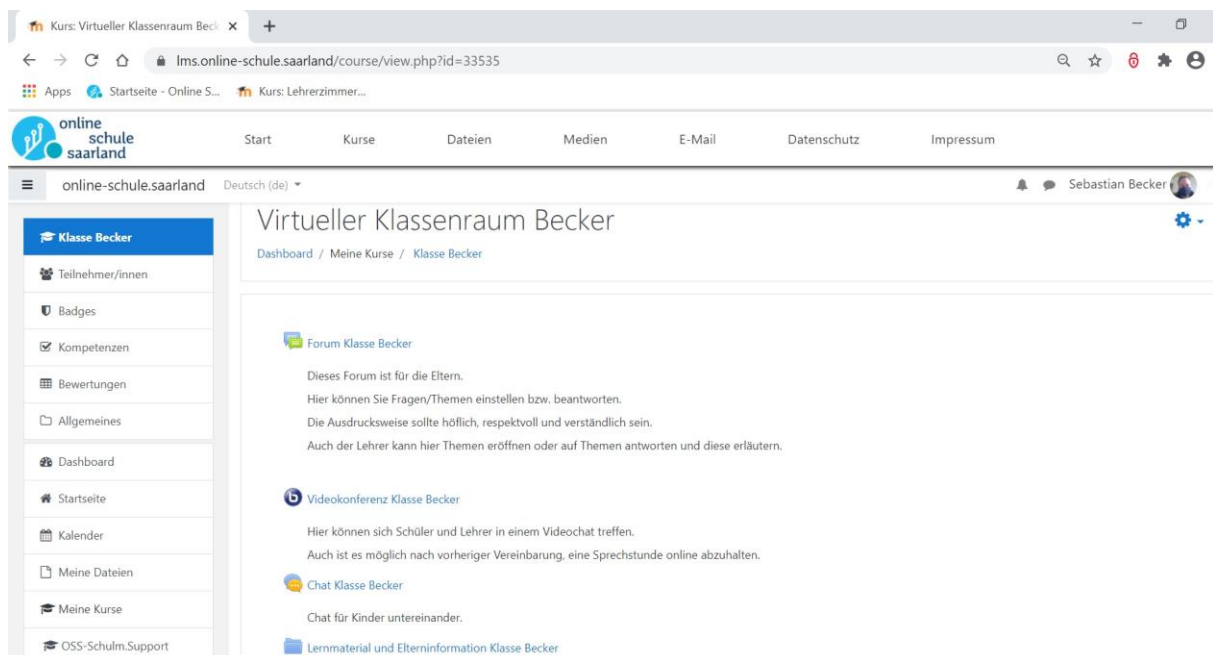 Kurs: Virtueller Klassenraum Beck
lms.online-schule.saarland/course/view.php?id=33535
Apps Startseite - Online S... Kurs: Lehrerzimmer...
online
schule
saarland
Start Kurse Dateien Medien E-Mail Datenschutz Impressum
online-schule.saarland Deutsch (de) Sebastian Becker
Klasse Becker
Teilnehmer/innen
Badges
Kompetenzen
Bewertungen
Allgemeines
Dashboard
Startseite
Kalender
Meine Dateien
Meine Kurse
OSS-Schulm.Support
Virtueller Klassenraum Becker
Dashboard / Meine Kurse / Klasse Becker
Forum Klasse Becker
Dieses Forum ist für die Eltern.
Hier können Sie Fragen/Themen einstellen bzw. beantworten.
Die Ausdrucksweise sollte höflich, respektvoll und verständlich sein.
Auch der Lehrer kann hier Themen eröffnen oder auf Themen antworten und diese erläutern.
Videokonferenz Klasse Becker
Hier können sich Schüler und Lehrer in einem Videochat treffen.
Auch ist es möglich nach vorheriger Vereinbarung, eine Sprechstunde online abzuhalten.
Chat Klasse Becker
Chat für Kinder untereinander.
Lernmaterial und Elterninformation Klasse Becker